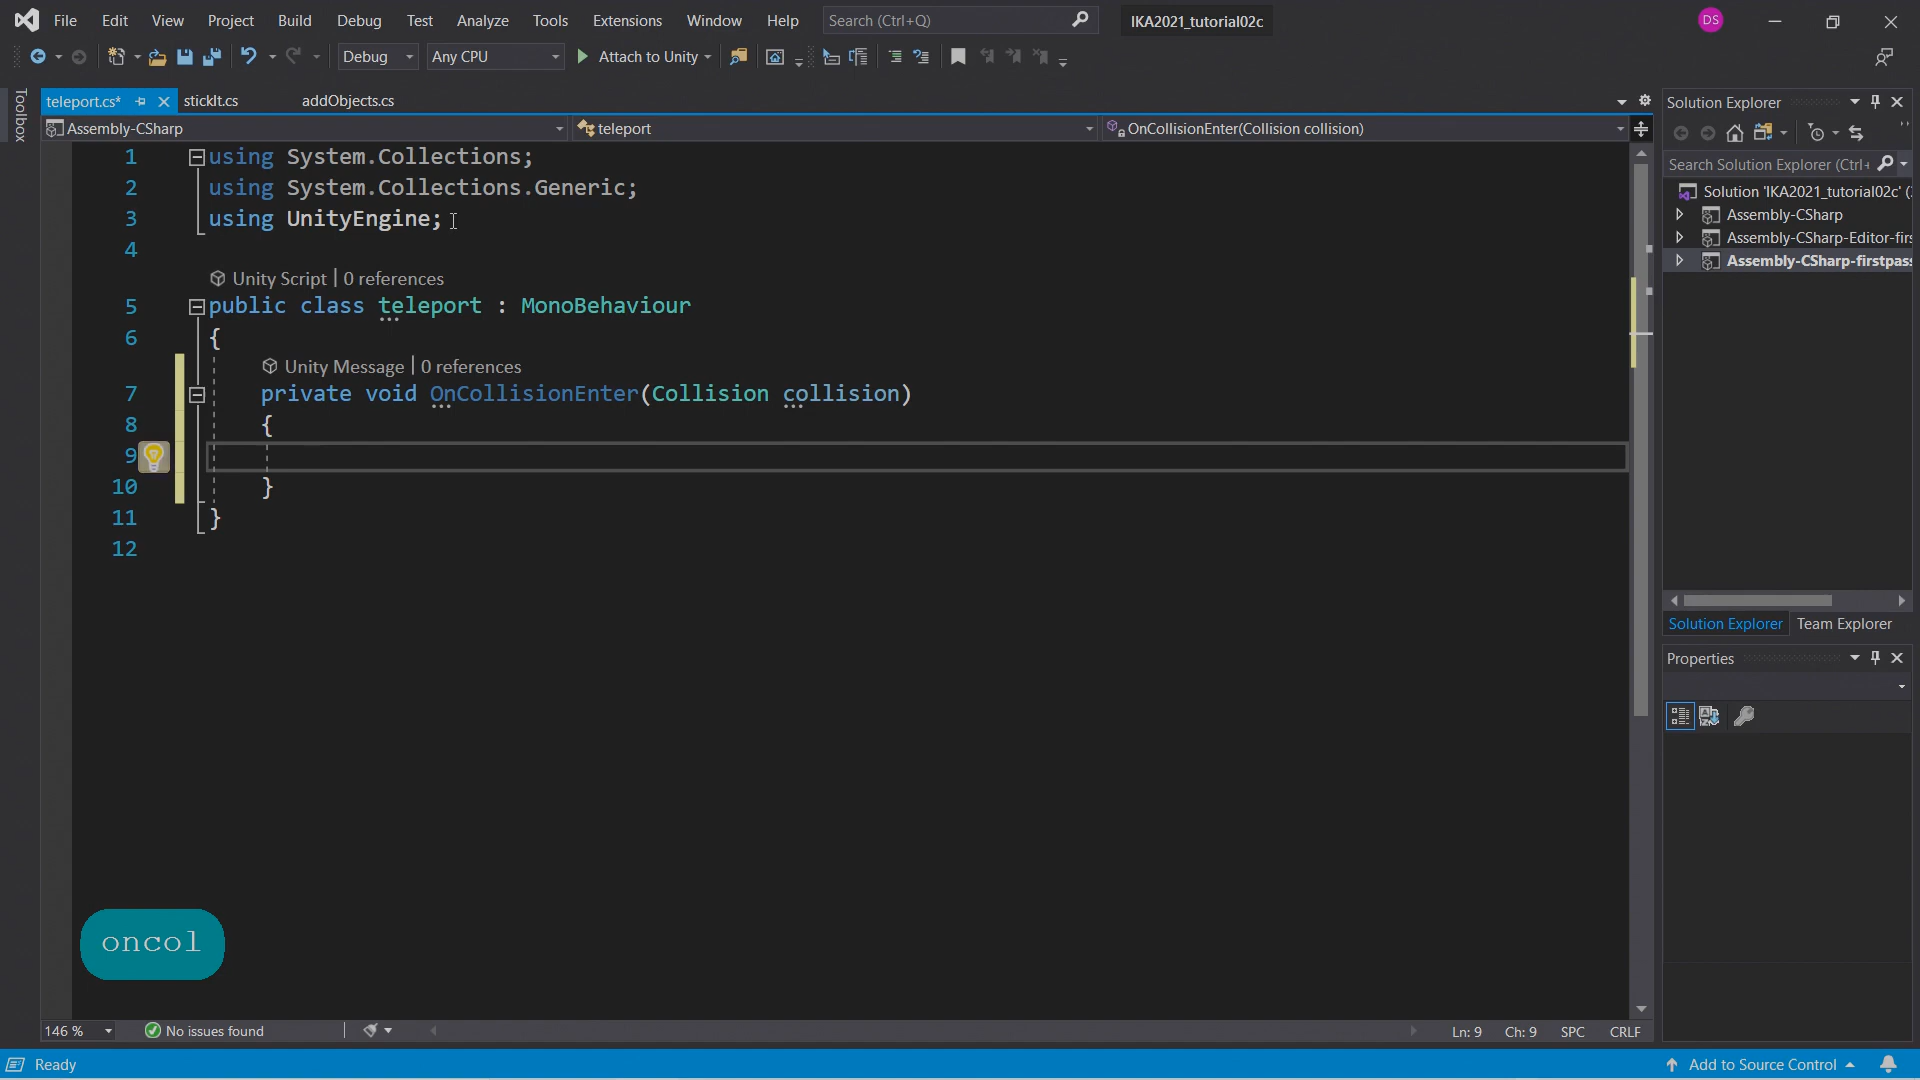 File Edit View Project Build Debug Test Analyze Tools Extensions Window Help Search (Ctrl+Q) IKA2021_tutorial02c DS
Debug Any CPU Attach to Unity
Toolbox
teleport.cs* stickIt.cs addObjects.cs
Assembly-CSharp teleport OnCollisionEnter(Collision collision)
1 using System.Collections;
2 using System.Collections.Generic;
3 using UnityEngine;
4
Unity Script | 0 references
5 public class teleport : MonoBehaviour
6 {
Unity Message | 0 references
7 private void OnCollisionEnter(Collision collision)
8 {
9
10 }
11 }
12
oncol
146 % No issues found Ln: 9 Ch: 9 SPC CRLF
Ready Add to Source Control
Solution Explorer
Search Solution Explorer (Ctrl+
Solution 'IKA2021_tutorial02c' (
Assembly-CSharp
Assembly-CSharp-Editor-firs
Assembly-CSharp-firstpass
Solution Explorer Team Explorer
Properties